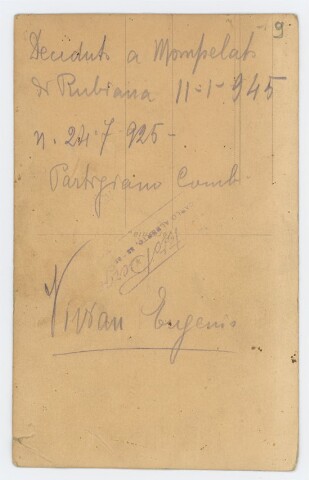 9
Deceduto a Mompelato
di Rubiana 11-1-945
n. 24.7.925-
Partigiano Comb.
Vivian Eugenio